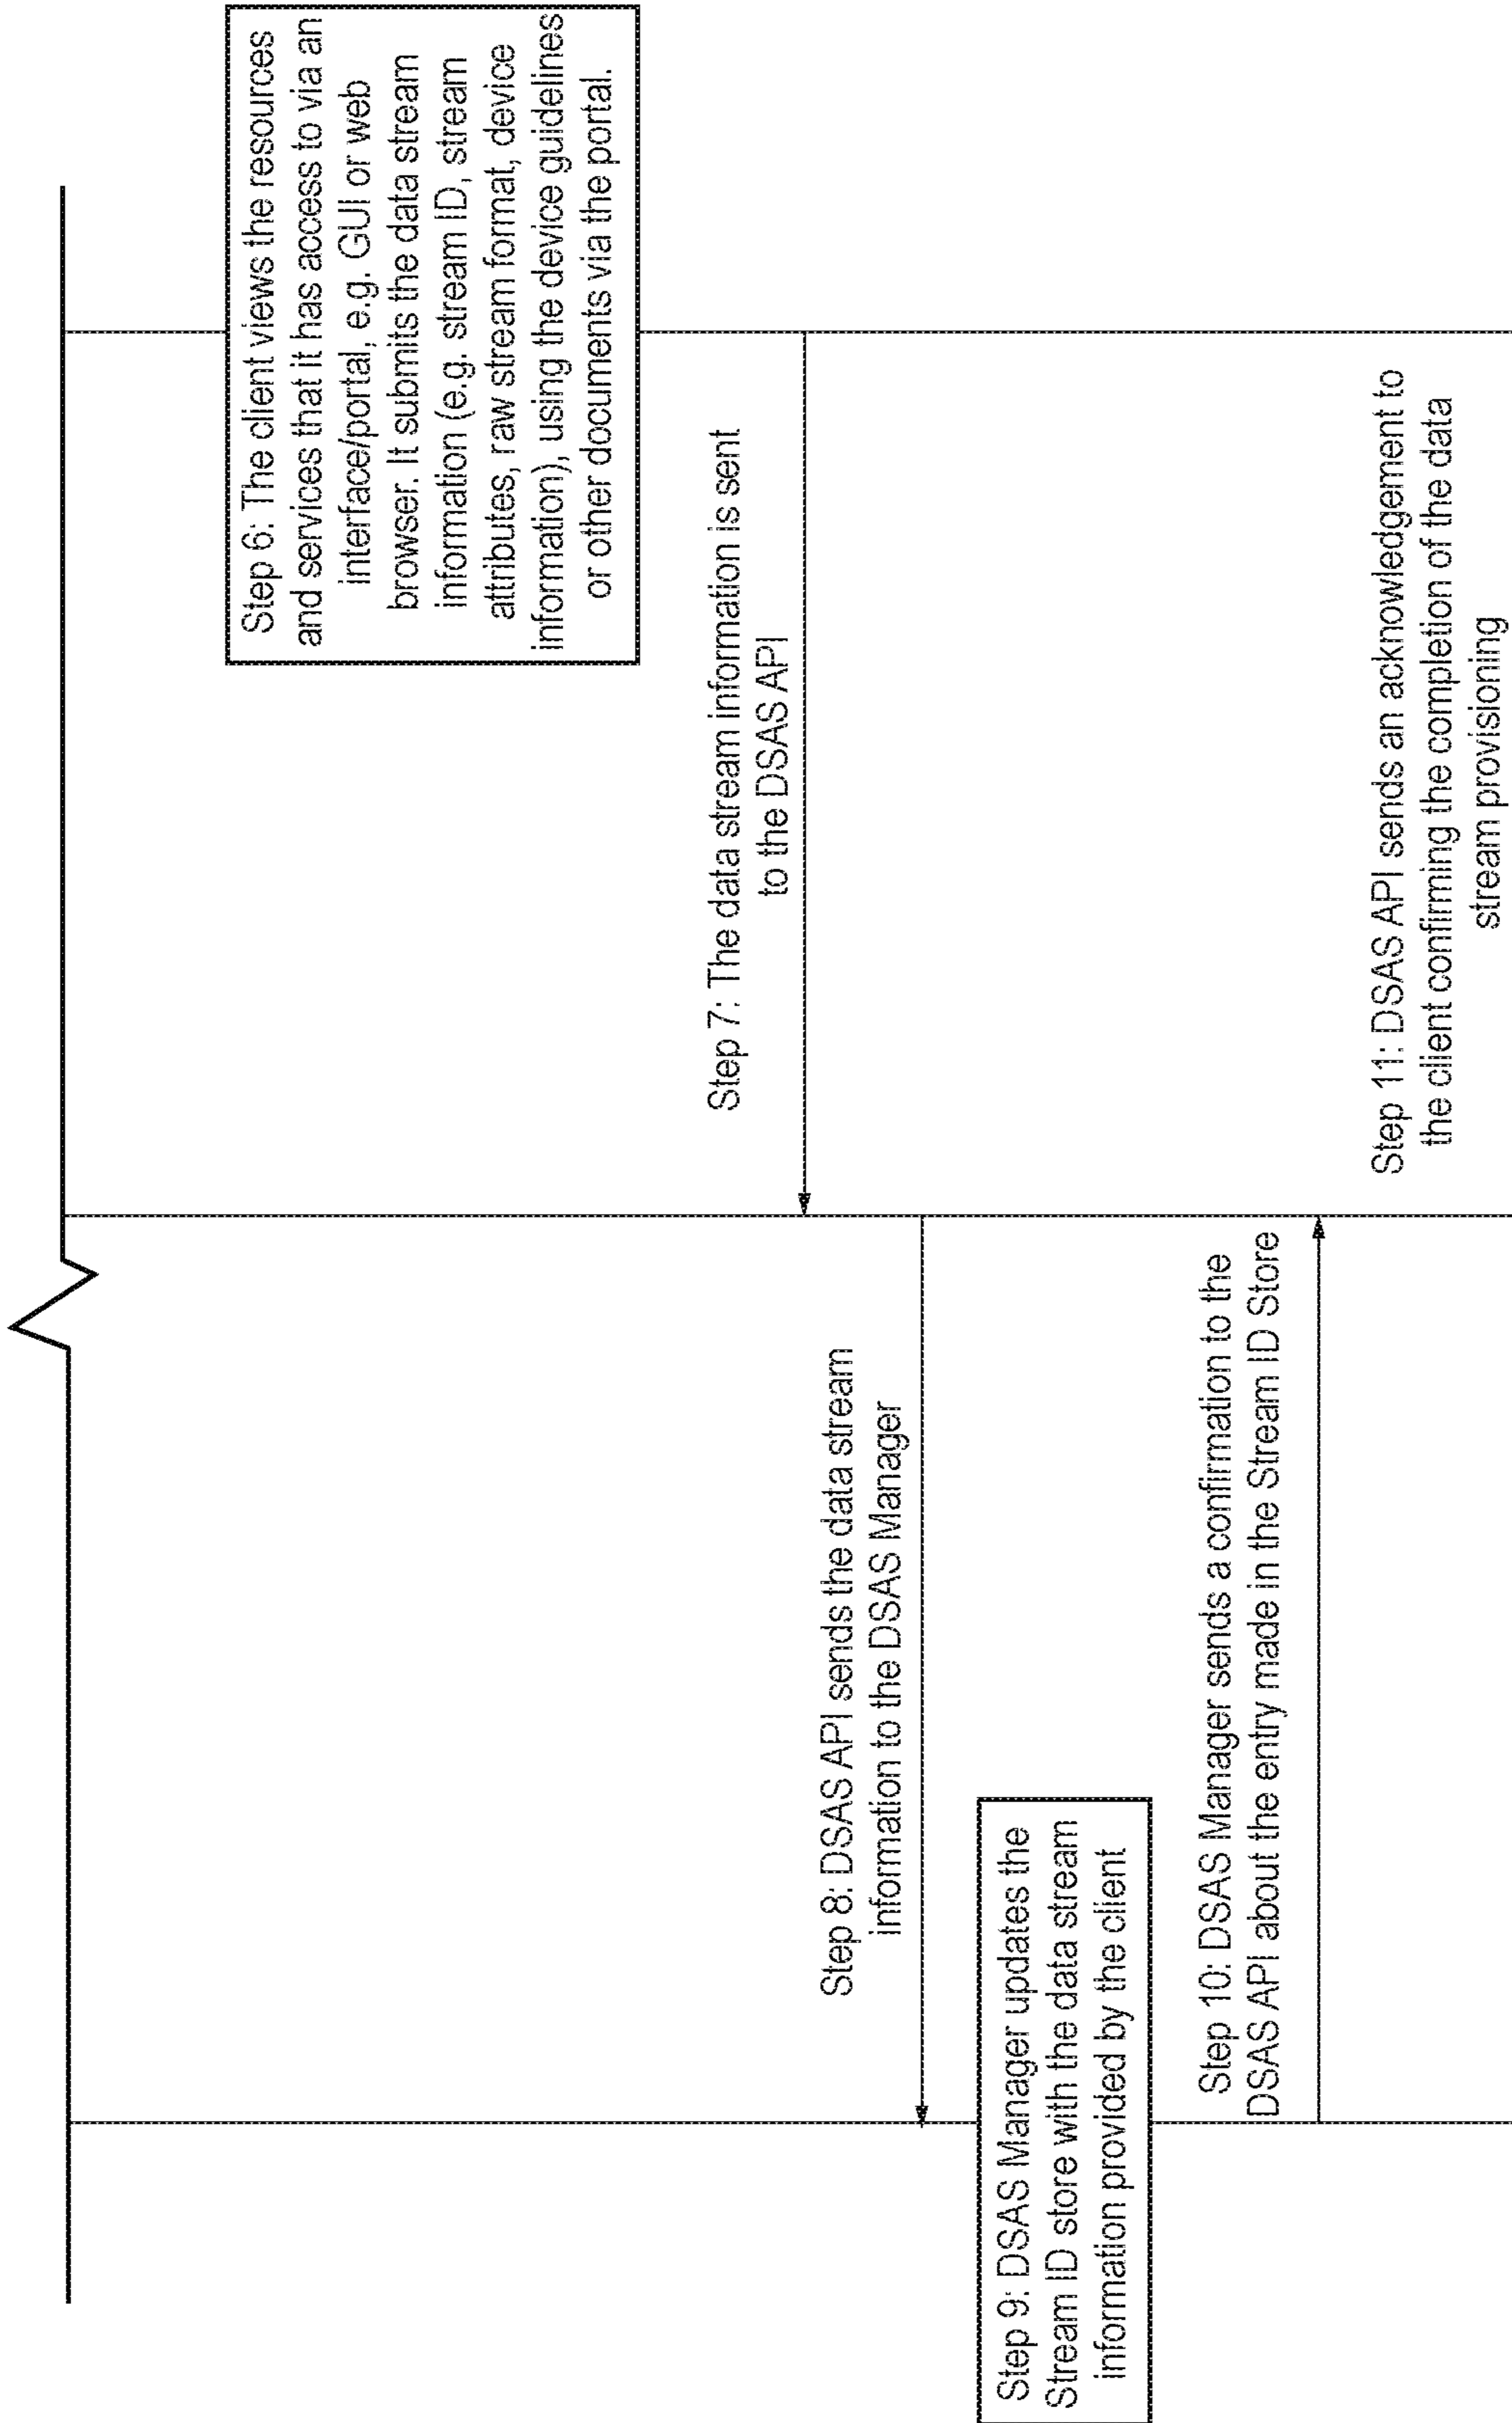 Step 6: The client views the resources
and services that it has access to via an
interface/portal, e.g. GUI or web
browser. It submits the data stream
information (e.g. stream ID, stream
attributes, raw stream format, device
information), using the device guidelines
or other documents via the portal.
Step 7: The data stream information is sent
to the DSAS API
Step 8: DSAS API sends the data stream
information to the DSAS Manager
Step 9: DSAS Manager updates the
Stream ID store with the data stream
information provided by the client
Step 10: DSAS Manager sends a confirmation to the
DSAS API about the entry made in the Stream ID Store
Step 11: DSAS API sends an acknowledgement to
the client confirming the completion of the data
stream provisioning